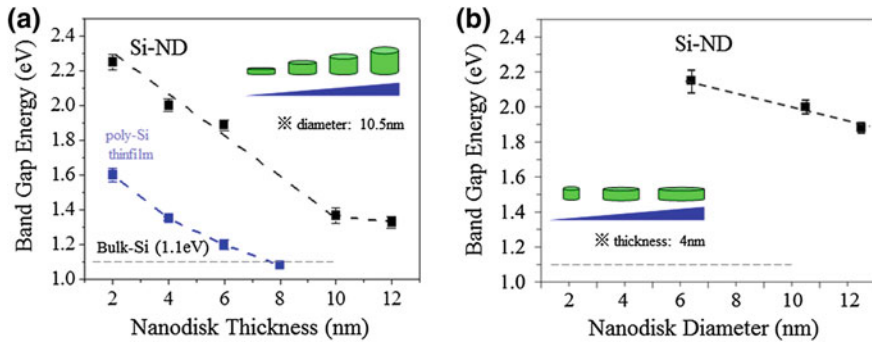 (a)
Band Gap Energy (eV)
2.4
2.2
2.0
1.8
1.6
1.4
1.2
1.0
Si-ND
※ diameter: 10.5nm
poly-Si
thinfilm
Bulk-Si (1.1eV)
2 4 6 8 10 12
Nanodisk Thickness (nm)
(b)
Band Gap Energy (eV)
2.4
2.2
2.0
1.8
1.6
1.4
1.2
1.0
Si-ND
※ thickness: 4nm
2 4 6 8 10 12
Nanodisk Diameter (nm)